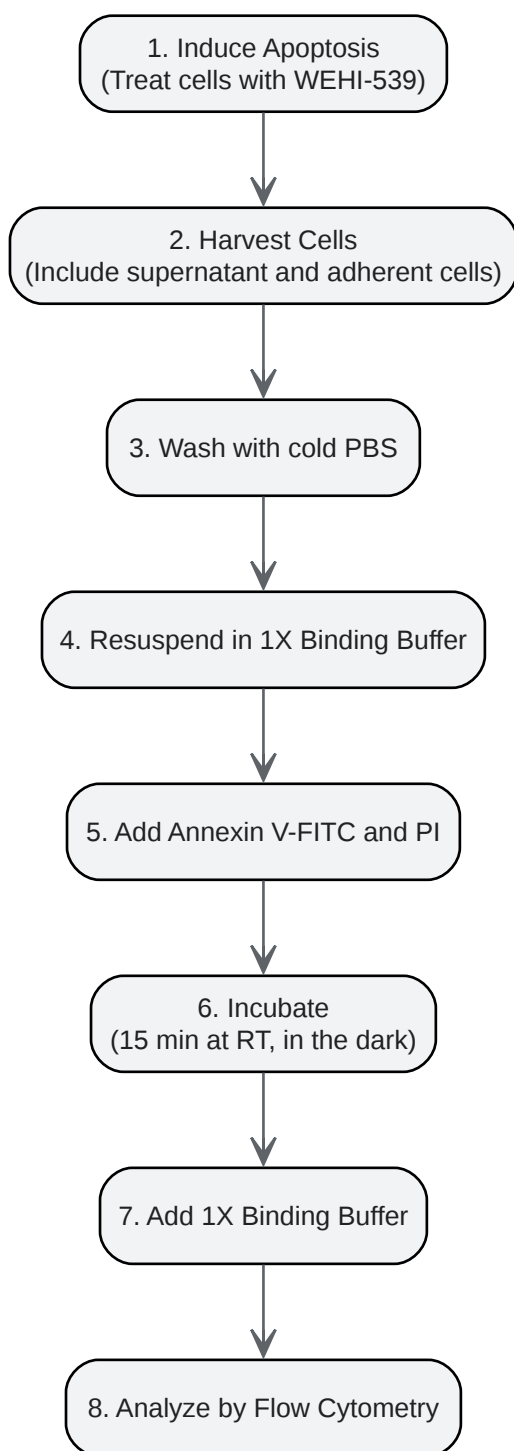 1. Induce Apoptosis
(Treat cells with WEHI-539)
2. Harvest Cells
(Include supernatant and adherent cells)
3. Wash with cold PBS
4. Resuspend in 1X Binding Buffer
5. Add Annexin V-FITC and PI
6. Incubate
(15 min at RT, in the dark)
7. Add 1X Binding Buffer
8. Analyze by Flow Cytometry